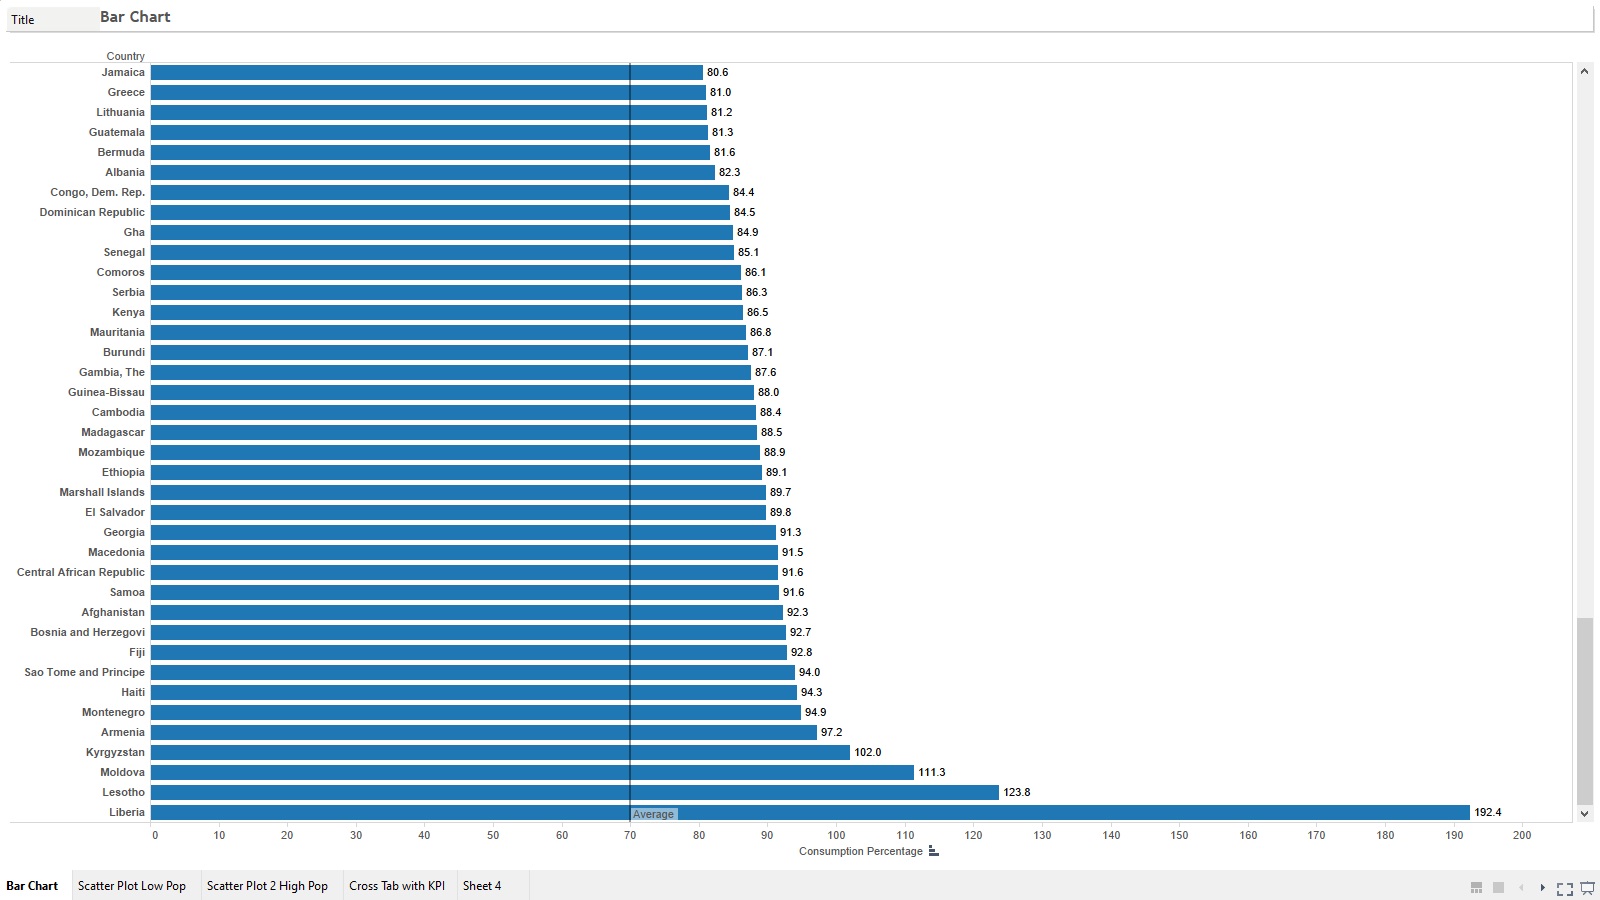 Title
Bar Chart
Country
Jamaica 80.6
Greece 81.0
Lithuania 81.2
Guatemala 81.3
Bermuda 81.6
Albania 82.3
Congo, Dem. Rep. 84.4
Dominican Republic 84.5
Gha 84.9
Senegal 85.1
Comoros 86.1
Serbia 86.3
Kenya 86.5
Mauritania 86.8
Burundi 87.1
Gambia, The 87.6
Guinea-Bissau 88.0
Cambodia 88.4
Madagascar 88.5
Mozambique 88.9
Ethiopia 89.1
Marshall Islands 89.7
El Salvador 89.8
Georgia 91.3
Macedonia 91.5
Central African Republic 91.6
Samoa 91.6
Afghanistan 92.3
Bosnia and Herzegovi 92.7
Fiji 92.8
Sao Tome and Principe 94.0
Haiti 94.3
Montenegro 94.9
Armenia 97.2
Kyrgyzstan 102.0
Moldova 111.3
Lesotho 123.8
Liberia Average 192.4
0 10 20 30 40 50 60 70 80 90 100 110 120 130 140 150 160 170 180 190 200
Consumption Percentage
Bar Chart Scatter Plot Low Pop Scatter Plot 2 High Pop Cross Tab with KPI Sheet 4